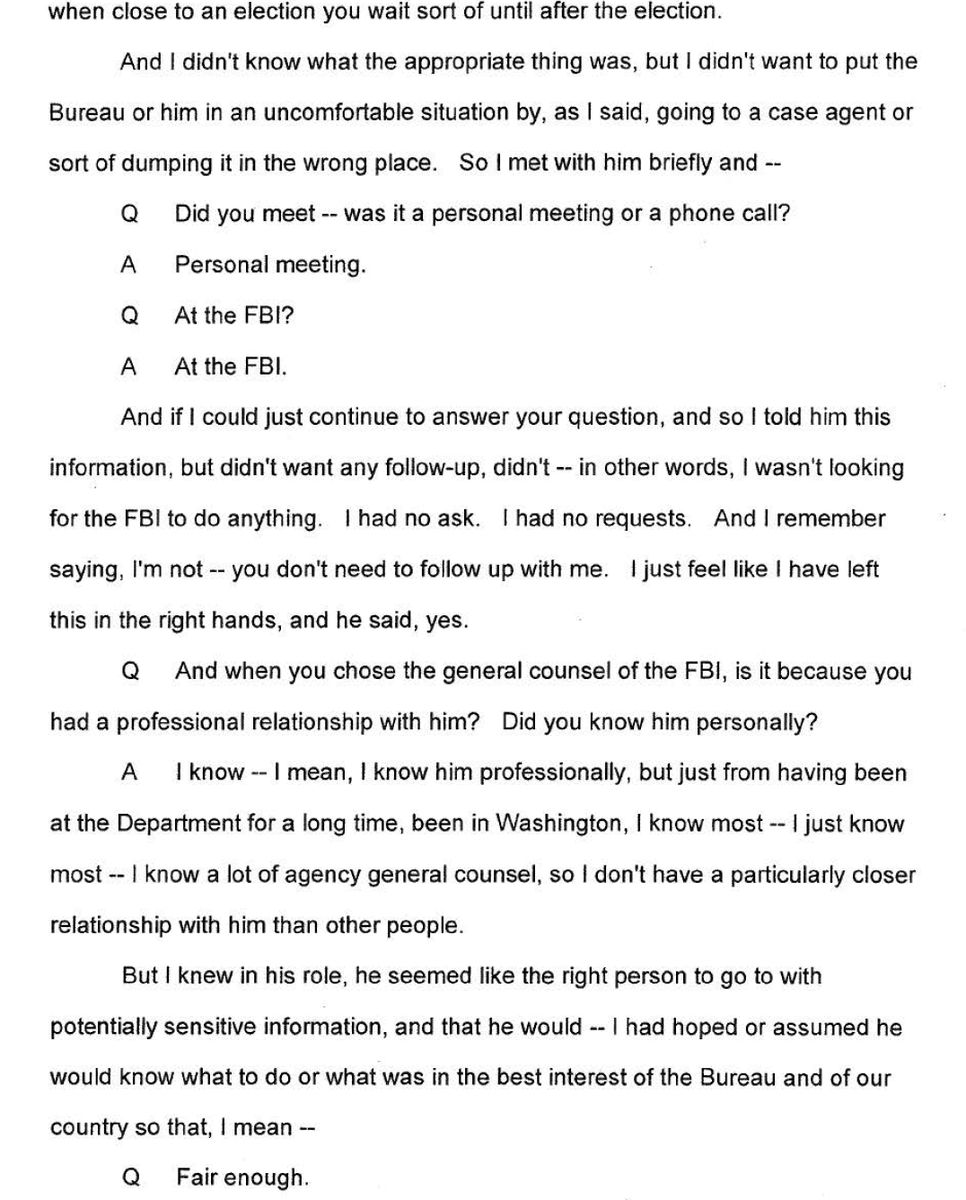 when close to an election you wait sort of until after the election.
And I didn't know what the appropriate thing was, but I didn't want to put the
Bureau or him in an uncomfortable situation by, as I said, going to a case agent or
sort of dumping it in the wrong place. So I met with him briefly and --
Q Did you meet -- was it a personal meeting or a phone call?
A Personal meeting.
Q At the FBI?
A At the FBI.
And if I could just continue to answer your question, and so I told him this
information, but didn't want any follow-up, didn't -- in other words, I wasn't looking
for the FBI to do anything. I had no ask. I had no requests. And I remember
saying, I'm not -- you don't need to follow up with me. I just feel like I have left
this in the right hands, and he said, yes.
Q And when you chose the general counsel of the FBI, is it because you
had a professional relationship with him? Did you know him personally?
A I know -- I mean, I know him professionally, but just from having been
at the Department for a long time, been in Washington, I know most -- I just know
most -- I know a lot of agency general counsel, so I don't have a particularly closer
relationship with him than other people.
But I knew in his role, he seemed like the right person to go to with
potentially sensitive information, and that he would -- I had hoped or assumed he
would know what to do or what was in the best interest of the Bureau and of our
country so that, I mean --
Q Fair enough.